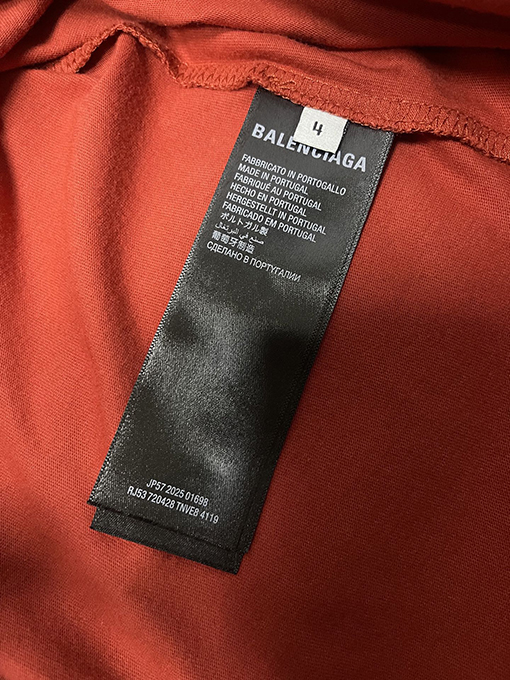 4
BALENCIAGA
FABBRICATO IN PORTOGALLO
MADE IN PORTUGAL
FABRIQUÉ AU PORTUGAL
HECHO EN PORTUGAL
HERGESTELLT IN PORTUGAL
FABRICADO EM PORTUGAL
ポルトガル製
صنع في البرتغال
葡萄牙制造
СДЕЛАНО В ПОРТУГАЛИИ
JP57 2025 01698
RJ53 720428 TNVE8 4119